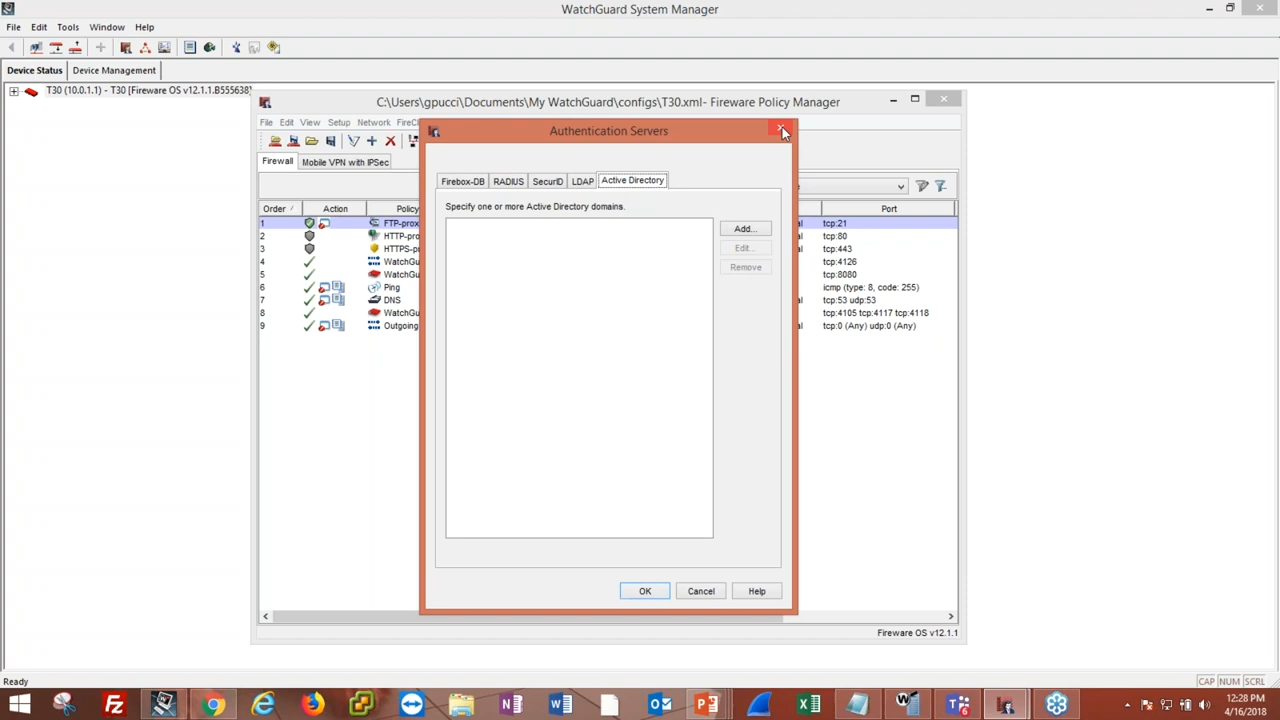 WatchGuard System Manager
File Edit Tools Window Help
Device Status Device Management
T30 (10.0.1.1) - T30 [Fireware OS v12.1.1.B555638]
C:\Users\gpucci\Documents\My WatchGuard\configs\T30.xml- Fireware Policy Manager
File Edit View Setup Network FireCl
Authentication Servers
Firewall Mobile VPN with IPSec
Firebox-DB RADIUS SecurID LDAP Active Directory
Specify one or more Active Directory domains.
Order / Action Policy Port
1 FTP-prox tcp:21
2 HTTP-pr tcp:80
3 HTTPS-p tcp:443
4 WatchGu tcp:4126
5 WatchGu tcp:8080
6 Ping icmp (type: 8, code: 255)
7 DNS tcp:53 udp:53
8 WatchGu tcp:4105 tcp:4117 tcp:4118
9 Outgoing tcp:0 (Any) udp:0 (Any)
Add...
Edit...
Remove
OK Cancel Help
Fireware OS v12.1.1
Ready
CAP NUM SCRL
12:28 PM
4/16/2018